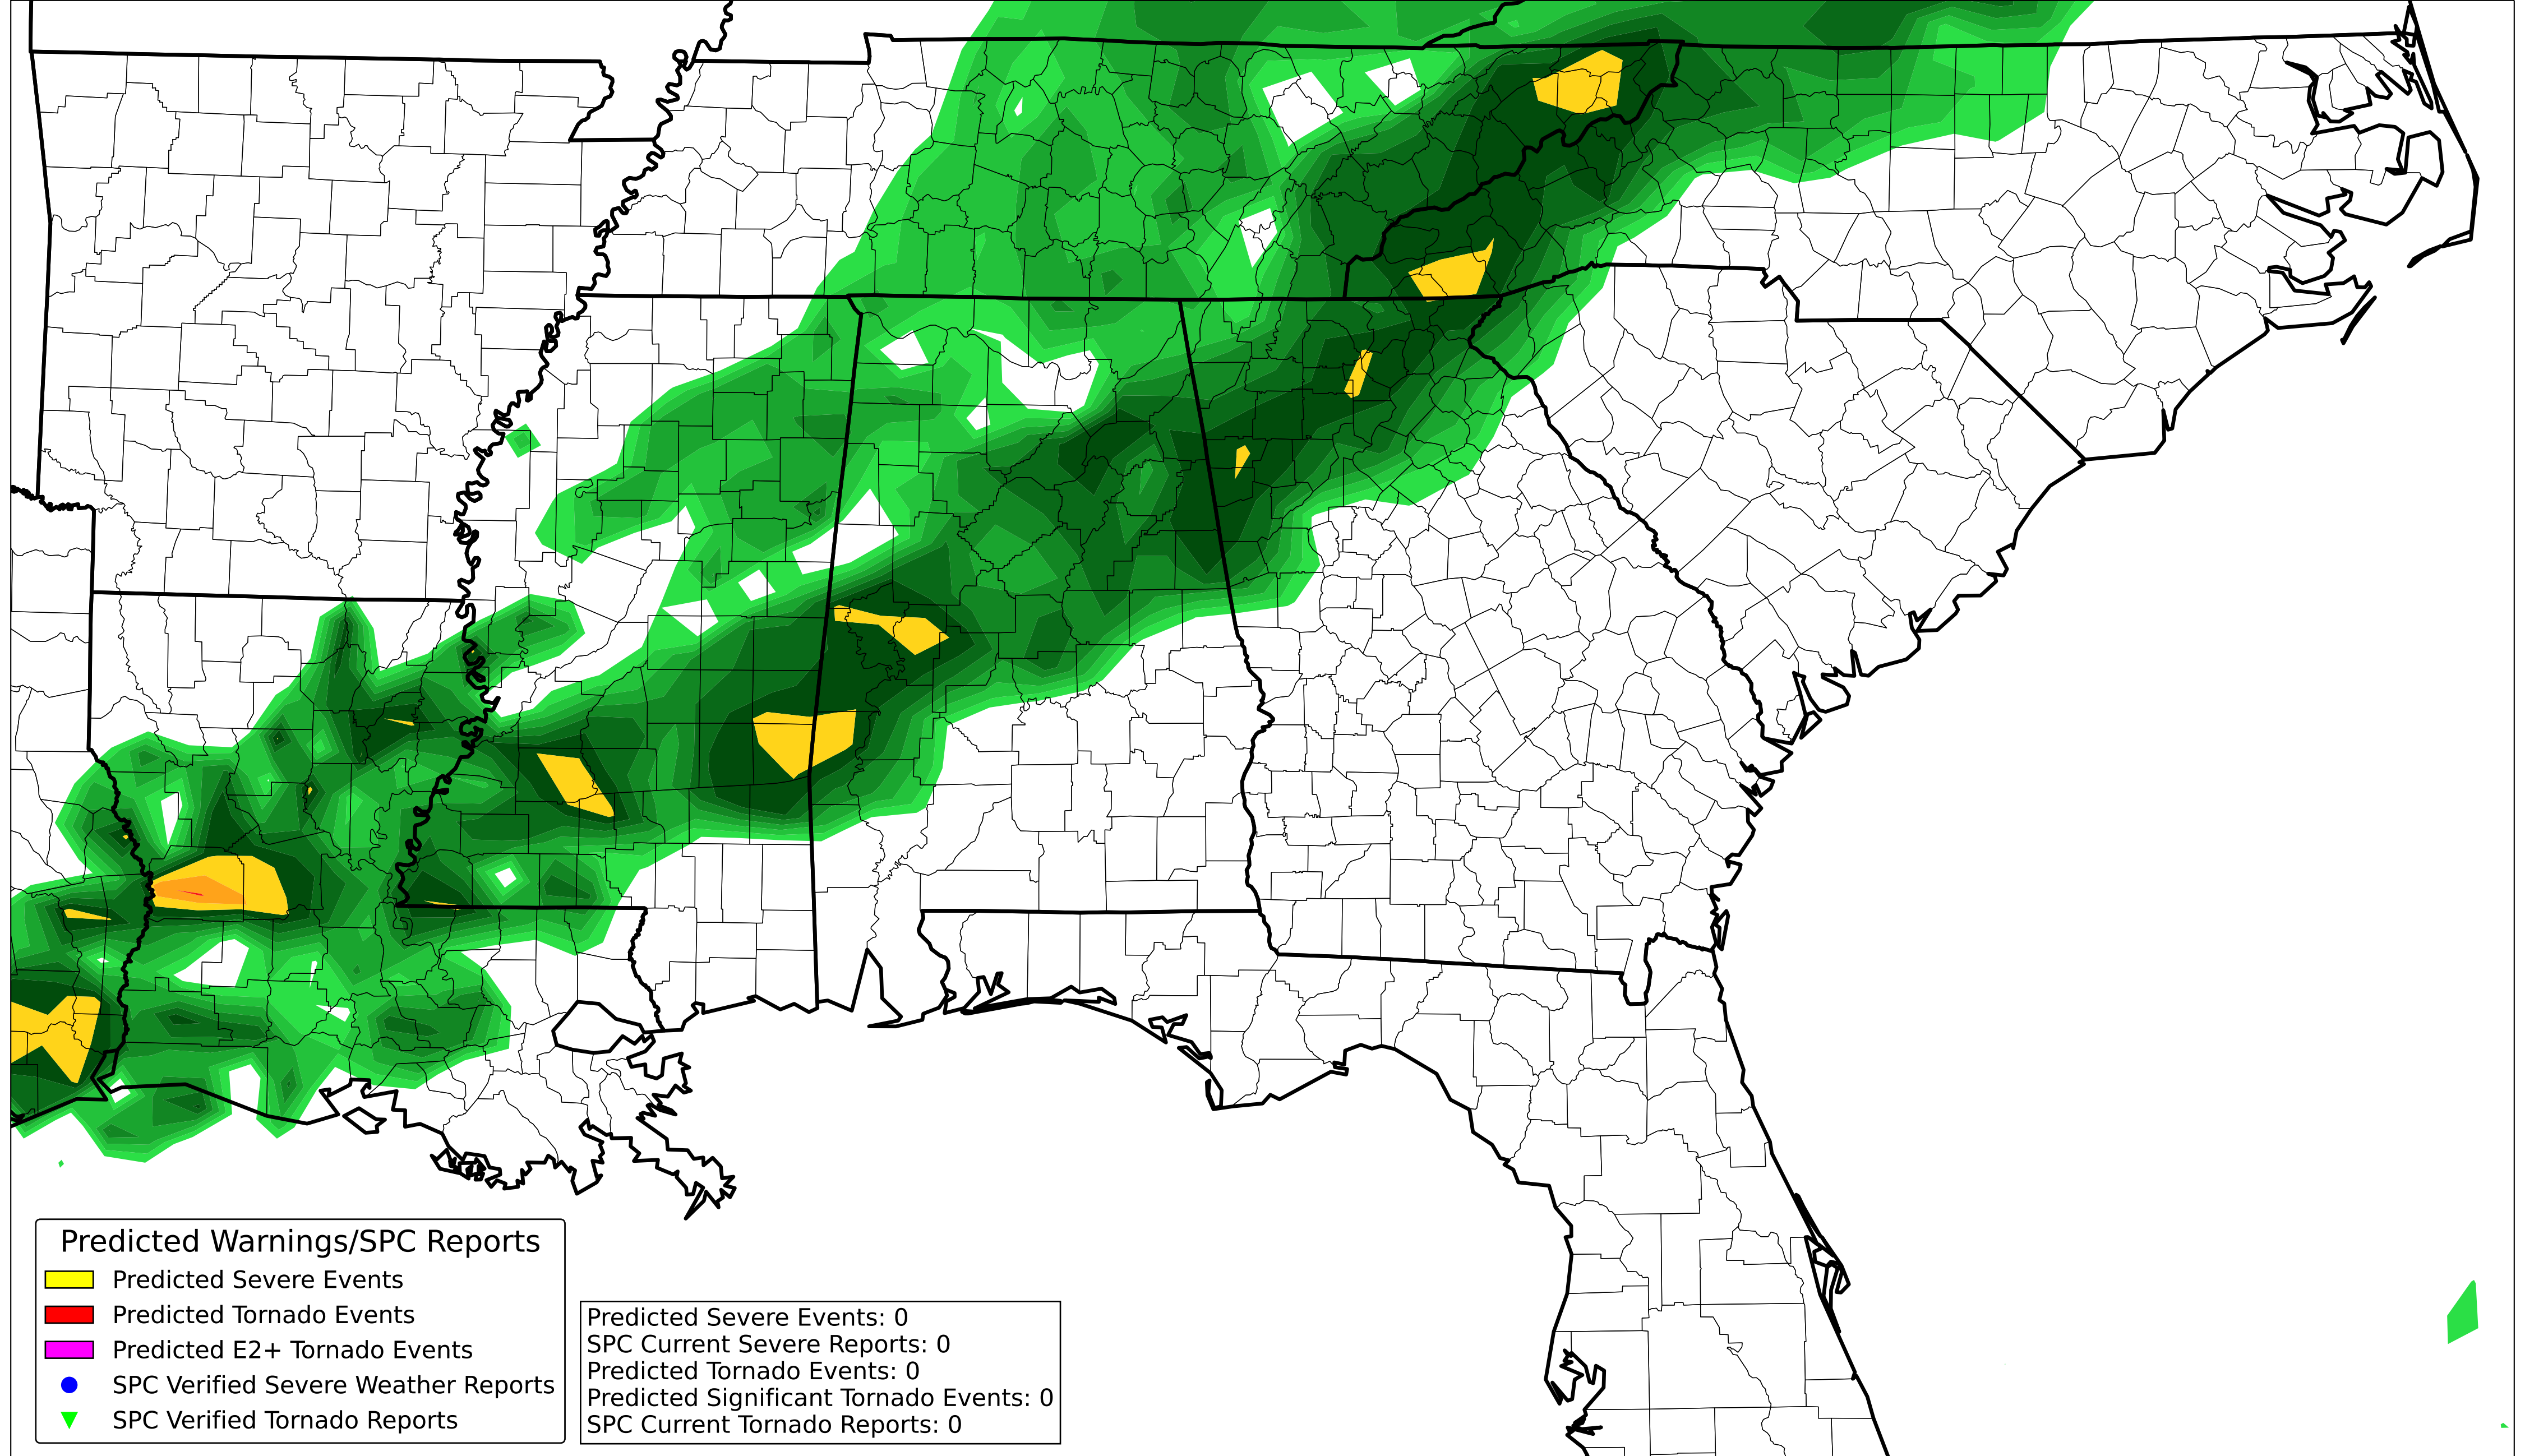 Predicted Warnings/SPC Reports
Predicted Severe Events
Predicted Tornado Events
Predicted E2+ Tornado Events
SPC Verified Severe Weather Reports
SPC Verified Tornado Reports
Predicted Severe Events: 0
SPC Current Severe Reports: 0
Predicted Tornado Events: 0
Predicted Significant Tornado Events: 0
SPC Current Tornado Reports: 0